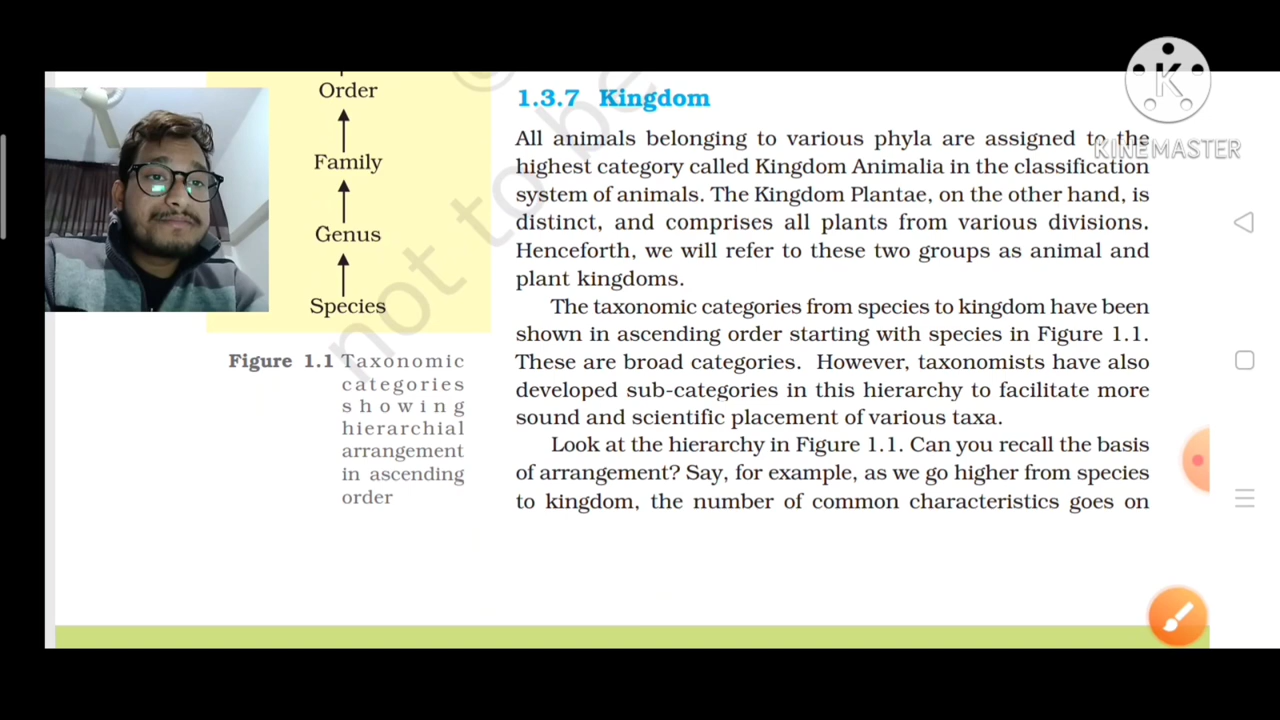 Order
Family
Genus
Species
Figure 1.1 Taxonomic
categories
showing
hierarchial
arrangement
in ascending
order
1.3.7 Kingdom
All animals belonging to various phyla are assigned to the
highest category called Kingdom Animalia in the classification
system of animals. The Kingdom Plantae, on the other hand, is
distinct, and comprises all plants from various divisions.
Henceforth, we will refer to these two groups as animal and
plant kingdoms.
The taxonomic categories from species to kingdom have been
shown in ascending order starting with species in Figure 1.1.
These are broad categories. However, taxonomists have also
developed sub-categories in this hierarchy to facilitate more
sound and scientific placement of various taxa.
Look at the hierarchy in Figure 1.1. Can you recall the basis
of arrangement? Say, for example, as we go higher from species
to kingdom, the number of common characteristics goes on
not to be
K
KINEMASTER